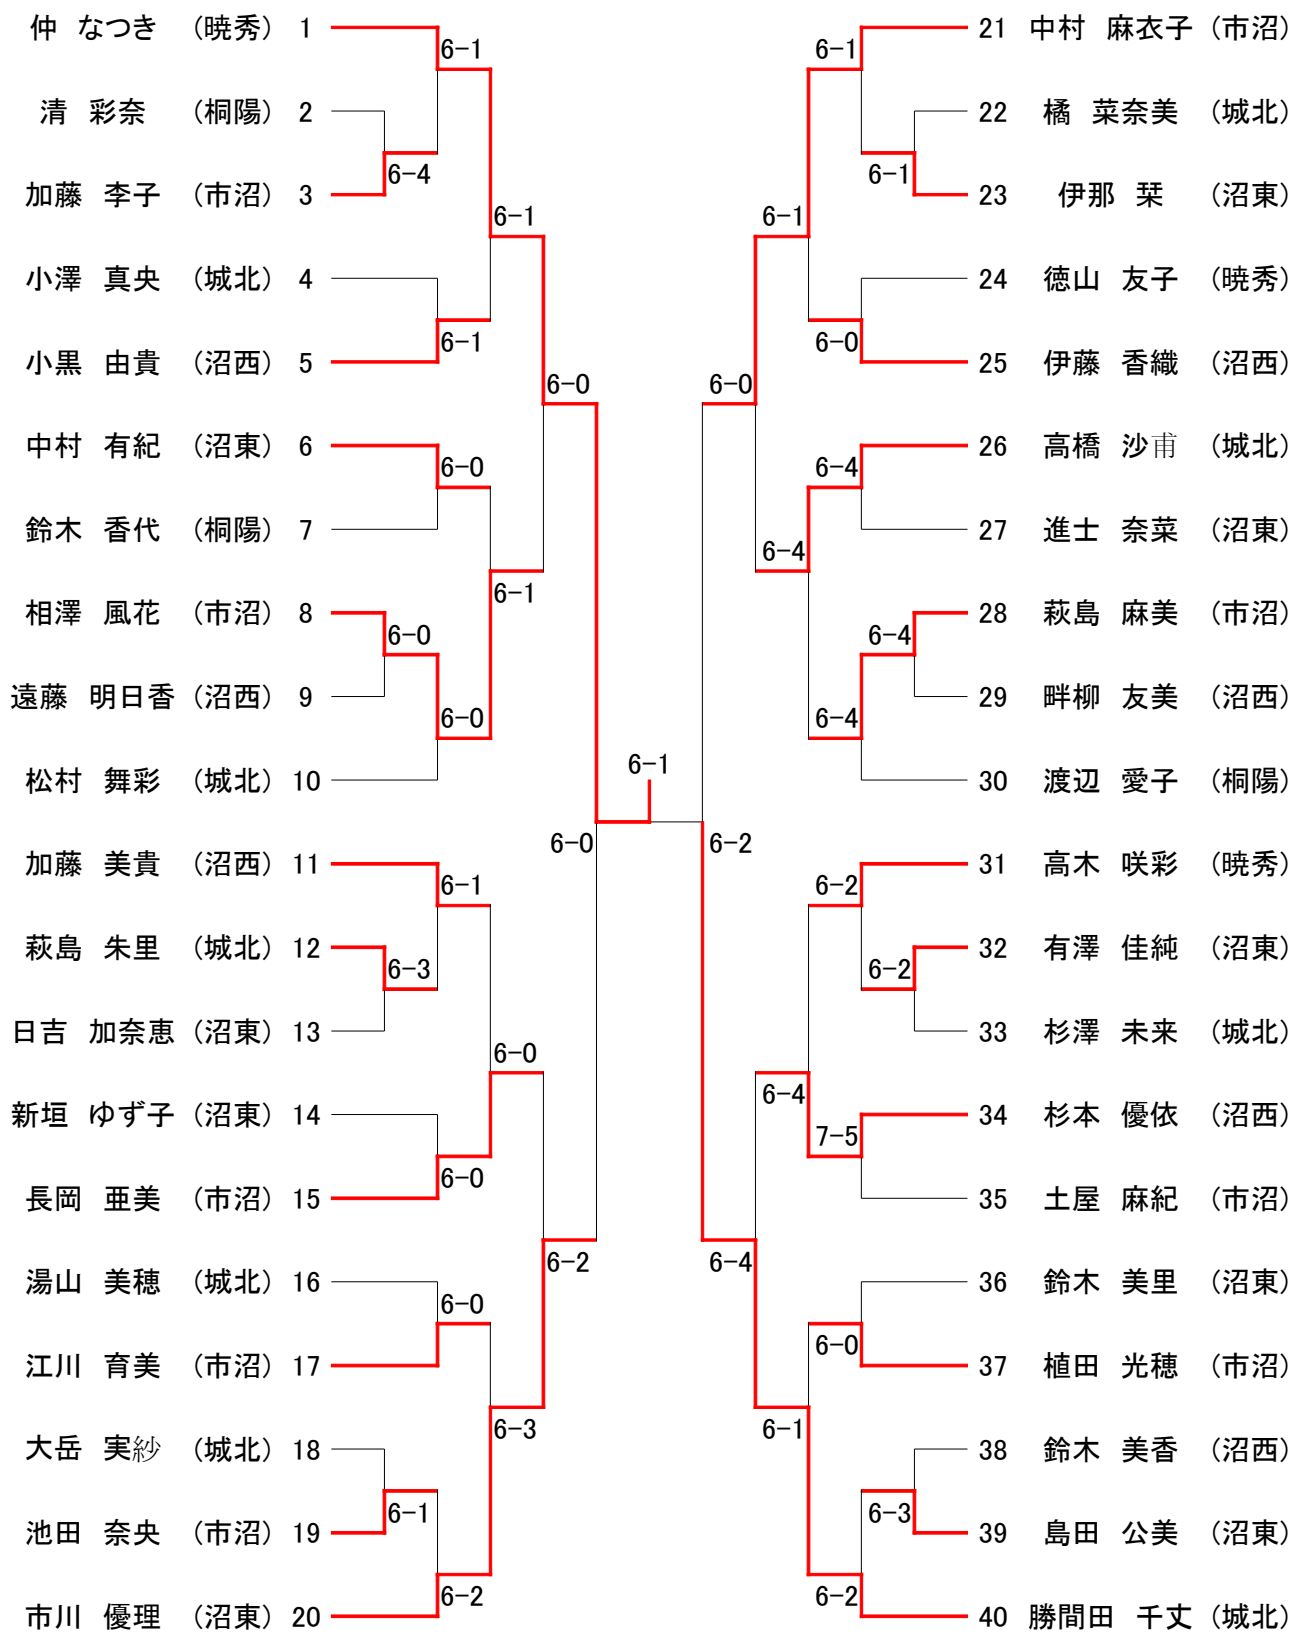 仲 なつき （暁秀） 1
清 彩奈 （桐陽） 2
加藤 李子 （市沼） 3
小澤 真央 （城北） 4
小黒 由貴 （沼西） 5
中村 有紀 （沼東） 6
鈴木 香代 （桐陽） 7
相澤 風花 （市沼） 8
遠藤 明日香 （沼西） 9
松村 舞彩 （城北） 10
加藤 美貴 （沼西） 11
萩島 朱里 （城北） 12
日吉 加奈恵 （沼東） 13
新垣 ゆず子 （沼東） 14
長岡 亜美 （市沼） 15
湯山 美穂 （城北） 16
江川 育美 （市沼） 17
大岳 実紗 （城北） 18
池田 奈央 （市沼） 19
市川 優理 （沼東） 20
6-4
6-0
6-3
6-1
6-1
6-1
6-0
6-0
6-1
6-0
6-0
6-2
6-1
6-1
6-0
6-3
6-0
6-2
6-0
6-1
6-2
6-0
6-4
6-1
6-4
6-4
6-1
6-1
6-0
6-4
6-4
6-2
7-5
6-0
6-2
6-1
6-4
6-2
6-3
21 中村 麻衣子 （市沼）
22 橘 菜奈美 （城北）
23 伊那 栞 （沼東）
24 徳山 友子 （暁秀）
25 伊藤 香織 （沼西）
26 高橋 沙甫 （城北）
27 進士 奈菜 （沼東）
28 萩島 麻美 （市沼）
29 畔柳 友美 （沼西）
30 渡辺 愛子 （桐陽）
31 高木 咲彩 （暁秀）
32 有澤 佳純 （沼東）
33 杉澤 未来 （城北）
34 杉本 優依 （沼西）
35 土屋 麻紀 （市沼）
36 鈴木 美里 （沼東）
37 植田 光穂 （市沼）
38 鈴木 美香 （沼西）
39 島田 公美 （沼東）
40 勝間田 千丈 （城北）